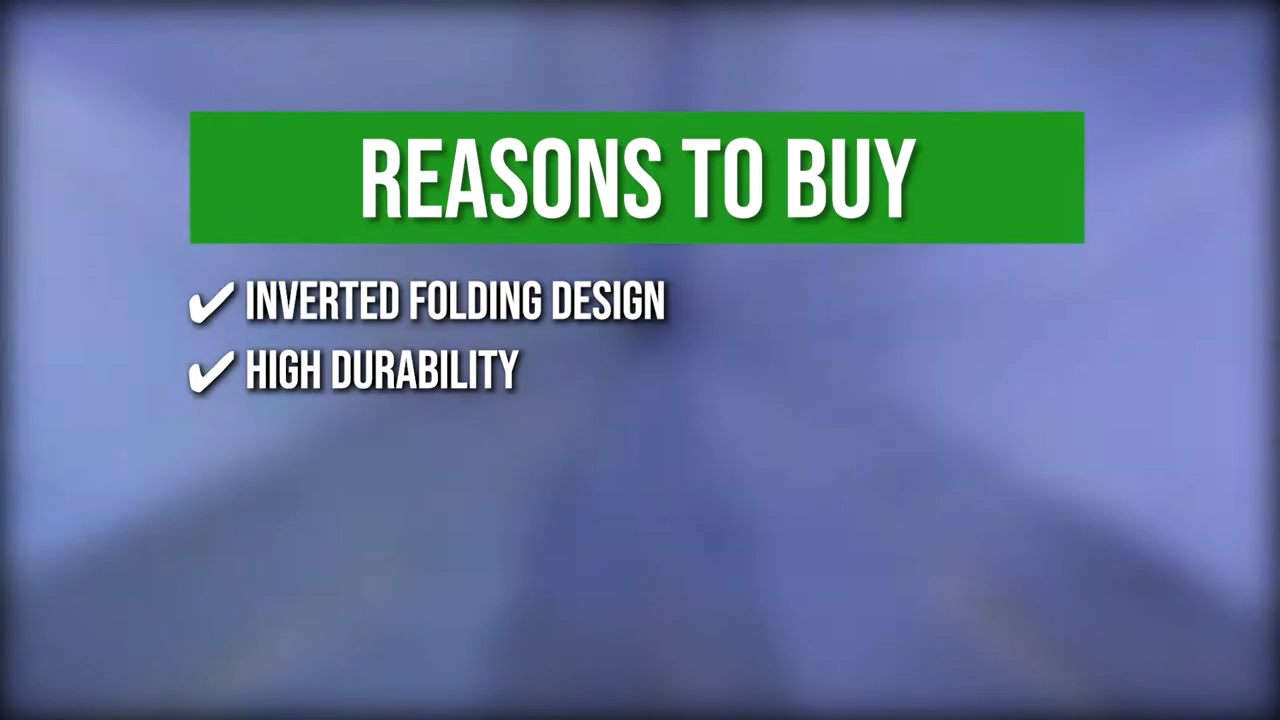 REASONS TO BUY
✔ INVERTED FOLDING DESIGN
✔ HIGH DURABILITY